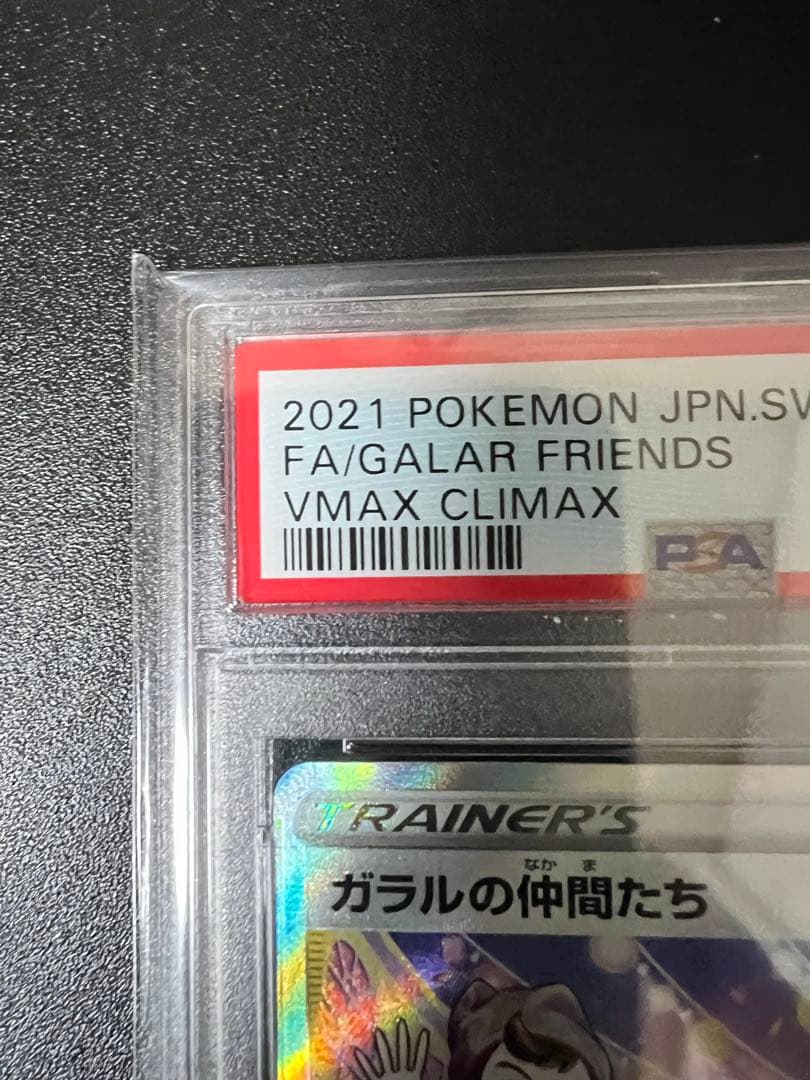 2021 POKEMON JPN.SW
FA/GALAR FRIENDS
VMAX CLIMAX
PSA
TRAINER'S
なかま
ガラルの仲間たち